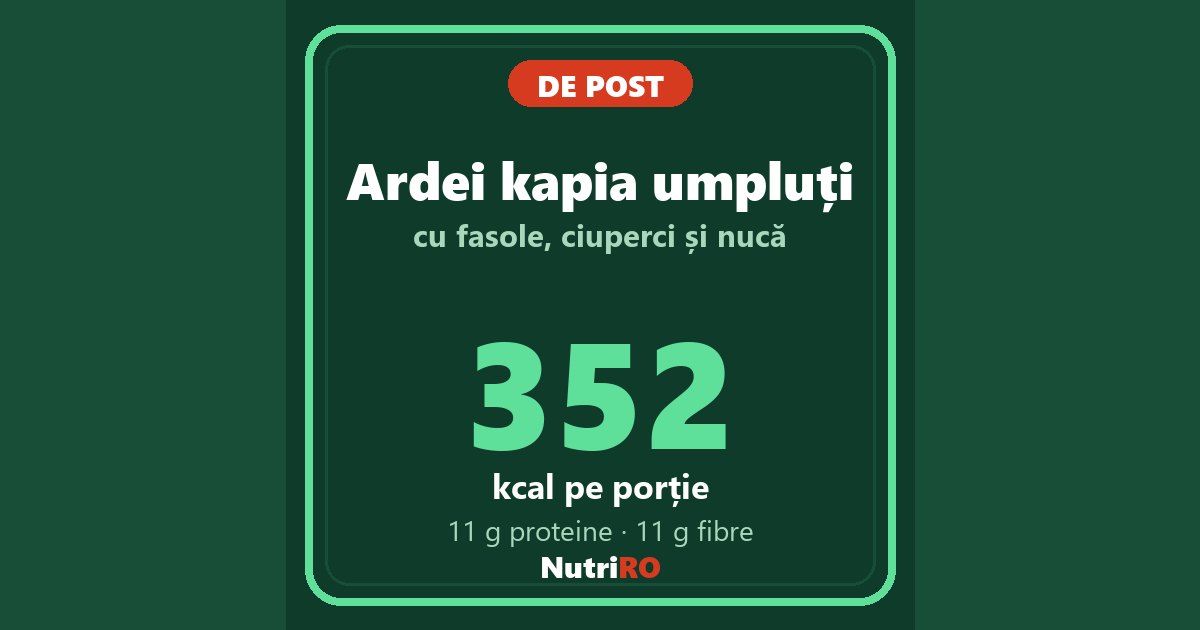 DE POST
Ardei kapia umpluți
cu fasole, ciuperci și nucă
352
kcal pe porție
11 g proteine · 11 g fibre
NutriRO